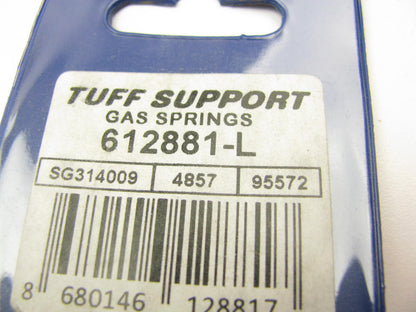 TUFF SUPPORT
GAS SPRINGS
612881-L
SG314009 4857 95572
8 680146 128817